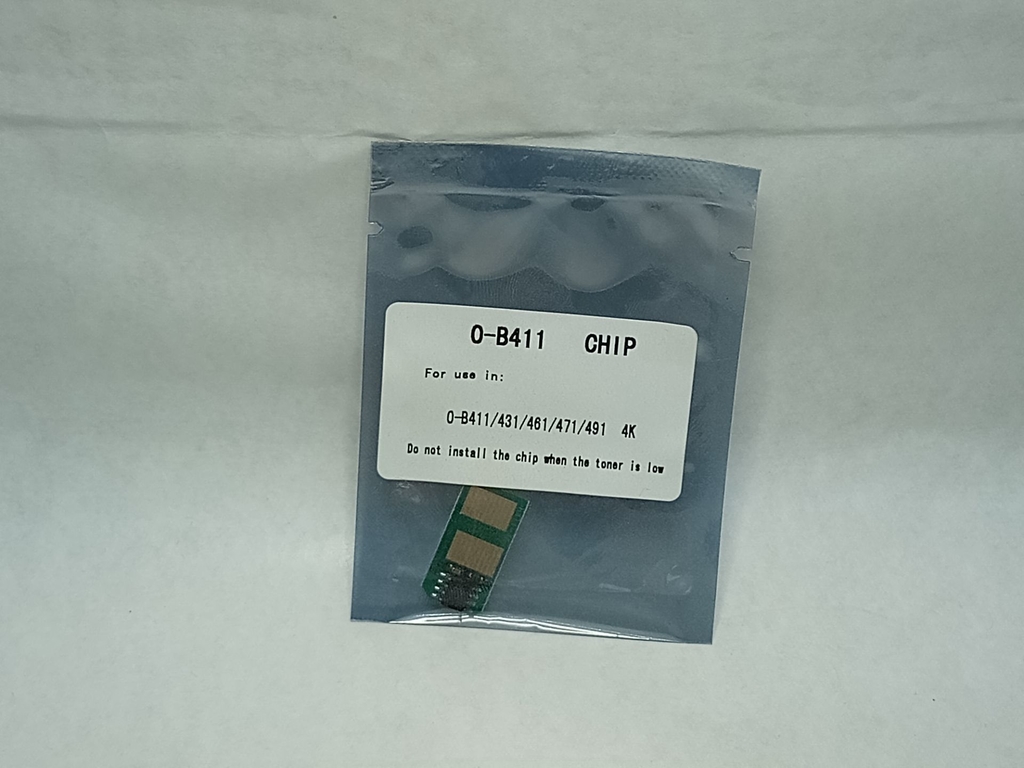 O-B411 CHIP
For use in:
O-B411/431/461/471/491 4K
Do not install the chip when the toner is low